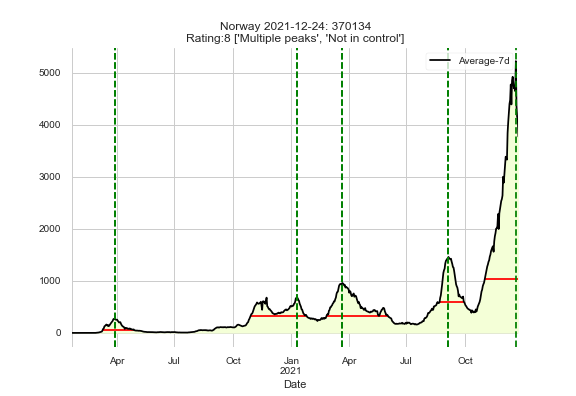 Norway 2021-12-24: 370134
Rating:8 ['Multiple peaks', 'Not in control']
Average-7d
5000
4000
3000
2000
1000
0
Apr
Jul
Oct
Jan
2021
Apr
Jul
Oct
Date